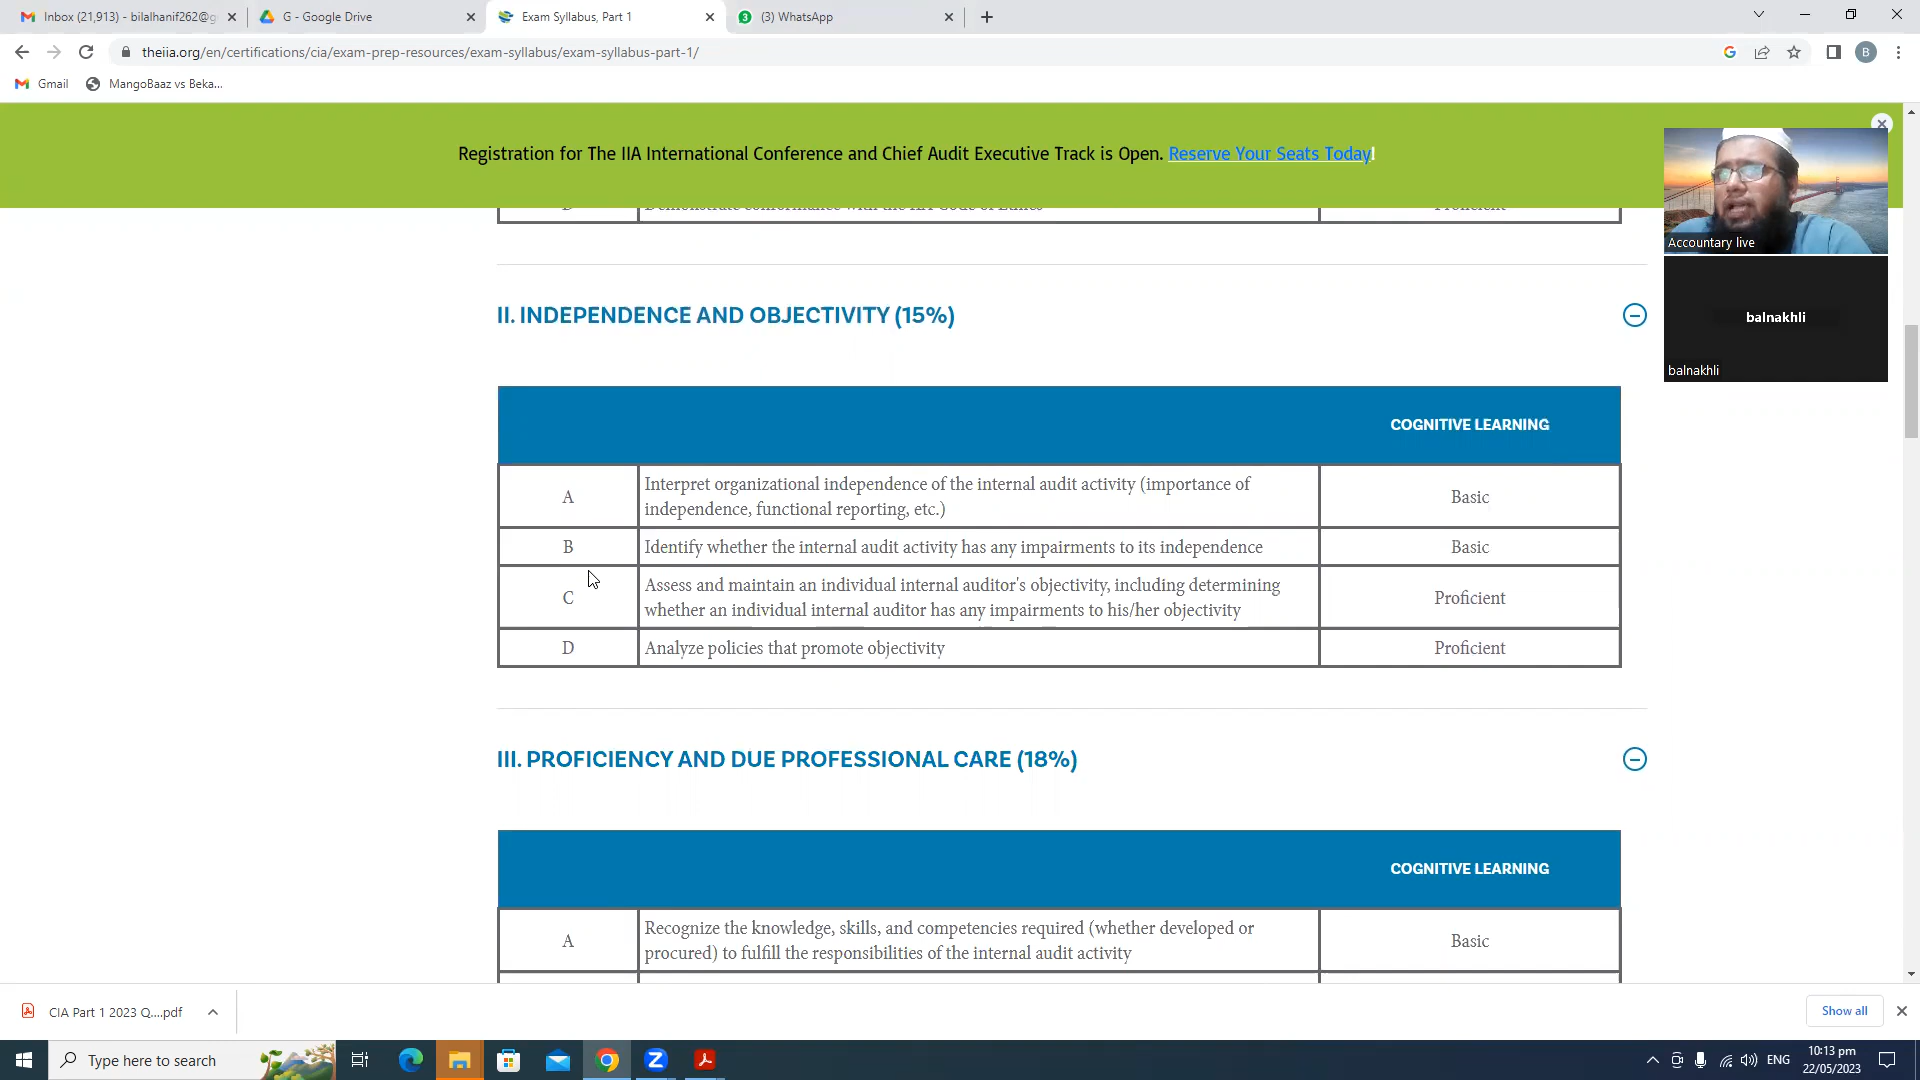 Inbox (21,913) - bilalhanif262@g
G - Google Drive
Exam Syllabus, Part 1
3
(3) WhatsApp
theiia.org/en/certifications/cia/exam-prep-resources/exam-syllabus/exam-syllabus-part-1/
G
B
Gmail
MangoBaaz vs Beka...
Registration for The IIA International Conference and Chief Audit Executive Track is Open. Reserve Your Seats Today!
Accountary live
balnakhli
balnakhli
II. INDEPENDENCE AND OBJECTIVITY (15%)
COGNITIVE LEARNING
A
Interpret organizational independence of the internal audit activity (importance of
independence, functional reporting, etc.)
Basic
B
Identify whether the internal audit activity has any impairments to its independence
Basic
C
Assess and maintain an individual internal auditor's objectivity, including determining
whether an individual internal auditor has any impairments to his/her objectivity
Proficient
D
Analyze policies that promote objectivity
Proficient
III. PROFICIENCY AND DUE PROFESSIONAL CARE (18%)
COGNITIVE LEARNING
A
Recognize the knowledge, skills, and competencies required (whether developed or
procured) to fulfill the responsibilities of the internal audit activity
Basic
CIA Part 1 2023 Q....pdf
Show all
Type here to search
ENG
10:13 pm
22/05/2023